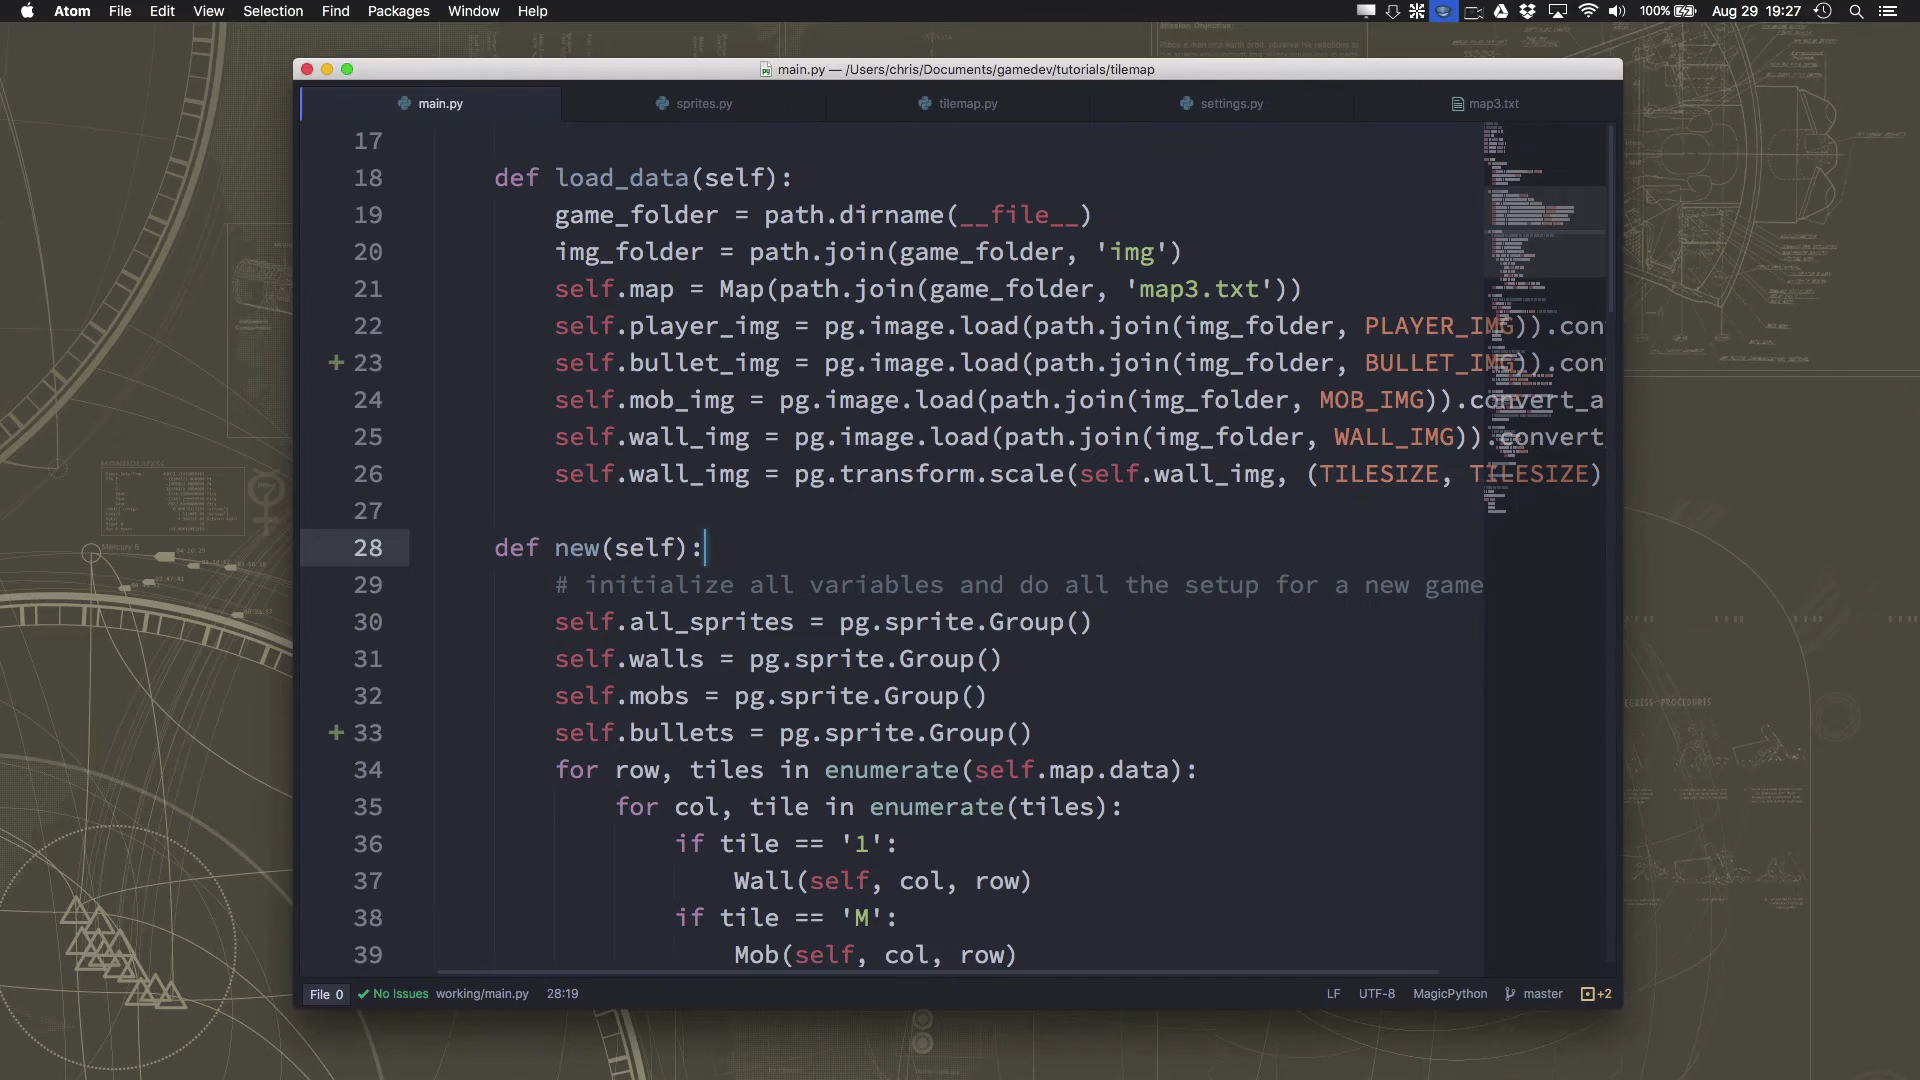 Atom File Edit View Selection Find Packages Window Help 100% Aug 29 19:27
main.py — /Users/chris/Documents/gamedev/tutorials/tilemap
main.py sprites.py tilemap.py settings.py map3.txt
17
18 def load_data(self):
19 game_folder = path.dirname(__file__)
20 img_folder = path.join(game_folder, 'img')
21 self.map = Map(path.join(game_folder, 'map3.txt'))
22 self.player_img = pg.image.load(path.join(img_folder, PLAYER_IMG)).con
+ 23 self.bullet_img = pg.image.load(path.join(img_folder, BULLET_IMG)).con
24 self.mob_img = pg.image.load(path.join(img_folder, MOB_IMG)).convert_a
25 self.wall_img = pg.image.load(path.join(img_folder, WALL_IMG)).convert_
26 self.wall_img = pg.transform.scale(self.wall_img, (TILESIZE, TILESIZE)
27
28 def new(self):
29 # initialize all variables and do all the setup for a new game
30 self.all_sprites = pg.sprite.Group()
31 self.walls = pg.sprite.Group()
32 self.mobs = pg.sprite.Group()
+ 33 self.bullets = pg.sprite.Group()
34 for row, tiles in enumerate(self.map.data):
35 for col, tile in enumerate(tiles):
36 if tile == '1':
37 Wall(self, col, row)
38 if tile == 'M':
39 Mob(self, col, row)
File 0 No Issues working/main.py 28:19 LF UTF-8 MagicPython master +2